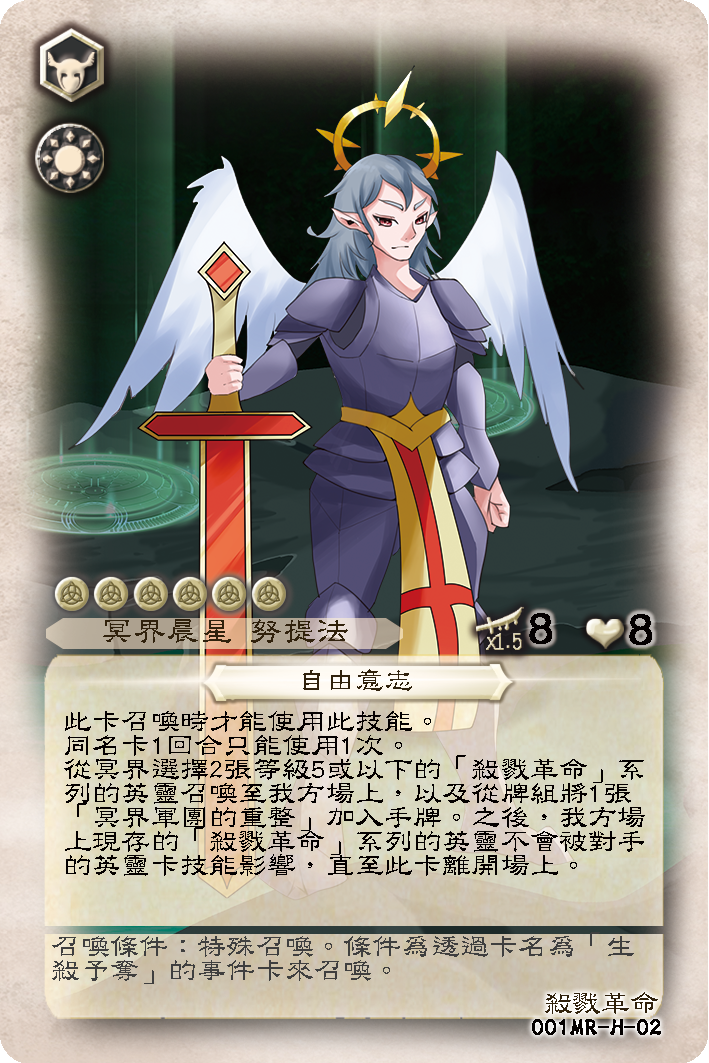 冥界晨星 努提法
x1.5 8 8
自由意志
此卡召喚時才能使用此技能。
同名卡1回合只能使用1次。
從冥界選擇2張等級5或以下的「殺戮革命」系
列的英靈召喚至我方場上，以及從牌組將1張
「冥界軍團的重整」加入手牌。之後，我方場
上現存的「殺戮革命」系列的英靈不會被對手
的英靈卡技能影響，直至此卡離開場上。
召喚條件：特殊召喚。條件為透過卡名為「生
殺予奪」的事件卡來召喚。
殺戮革命
001MR-H-02